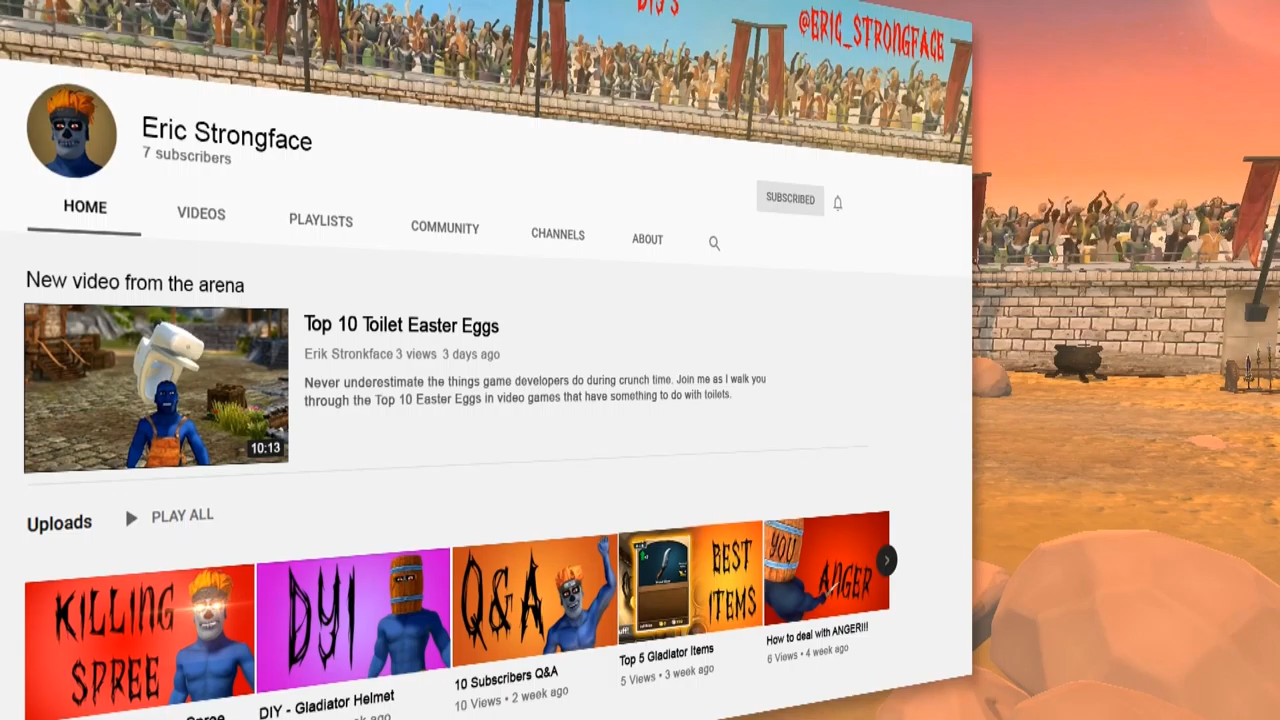 DIY'S
@ERIC_STRONGFACE
Eric Strongface
7 subscribers
SUBSCRIBED
HOME
VIDEOS
PLAYLISTS
COMMUNITY
CHANNELS
ABOUT
New video from the arena
Top 10 Toilet Easter Eggs
Erik Stronkface 3 views 3 days ago
Never underestimate the things game developers do during crunch time. Join me as I walk you
through the Top 10 Easter Eggs in video games that have something to do with toilets.
10:13
Uploads
PLAY ALL
KILLING
SPREE
DYI
Q&A
BEST
ITEMS
YOU
ANGER
Spree
DIY - Gladiator Helmet
ago
10 Subscribers Q&A
10 Views • 2 week ago
Top 5 Gladiator Items
5 Views • 3 week ago
How to deal with ANGER!!!
6 Views • 4 week ago